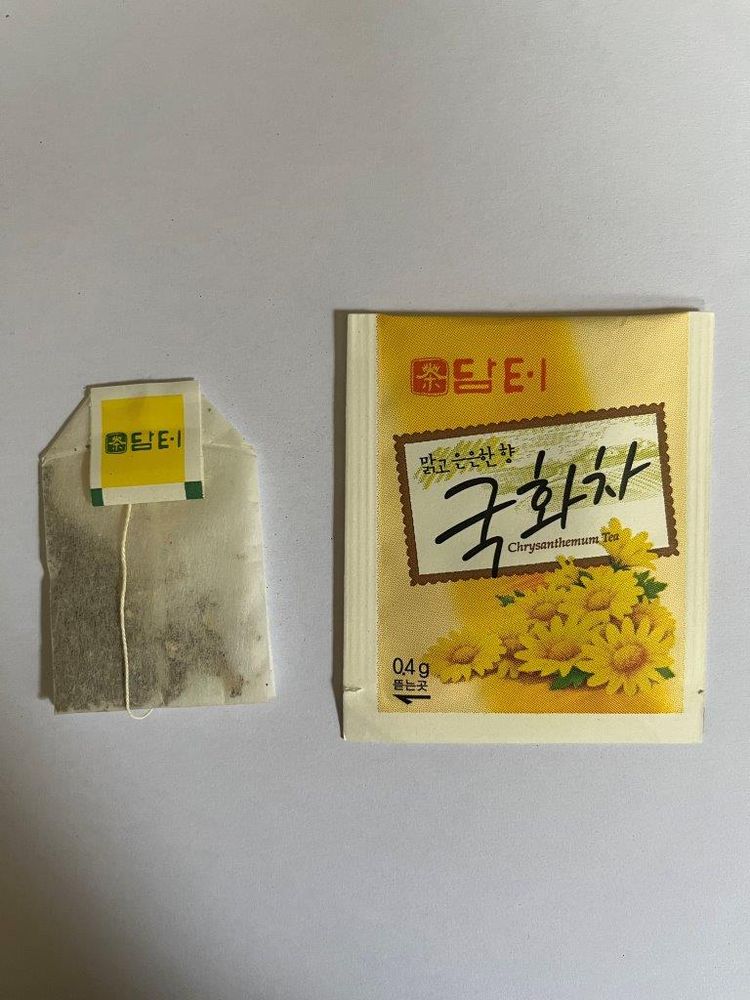 茶 담터
茶 담터
맑고 은은한 향
국화차
Chrysanthemum Tea
0.4g
뜯는곳